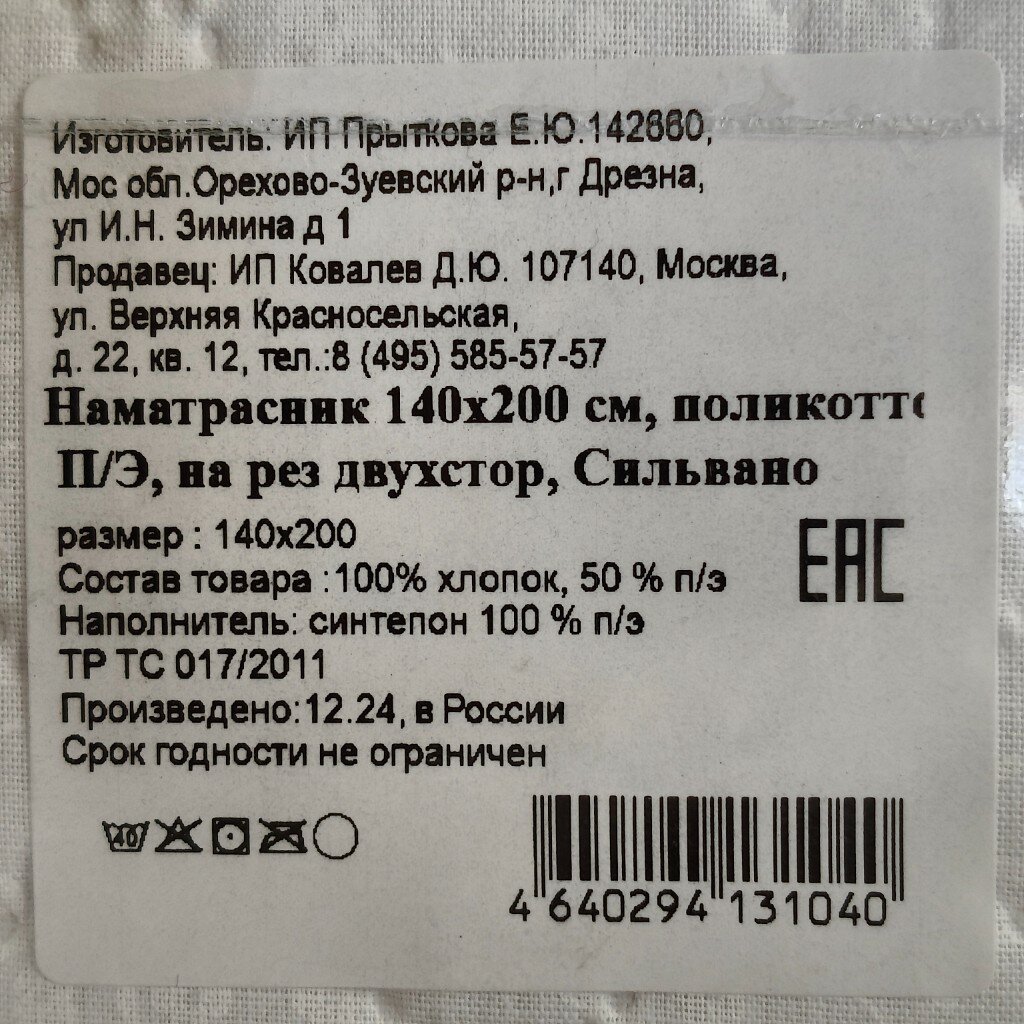 Изготовитель: ИП Прыткова Е.Ю.142660,
Мос обл.Орехово-Зуевский р-н,г Дрезна,
ул И.Н. Зимина д 1
Продавец: ИП Ковалев Д.Ю. 107140, Москва,
ул. Верхняя Красносельская,
д. 22, кв. 12, тел.:8 (495) 585-57-57
Наматрасник 140х200 см, поликотто
П/Э, на рез двухстор, Сильвано
размер : 140х200
EAC
Состав товара :100% хлопок, 50 % п/э
Наполнитель: синтепон 100 % п/э
ТР ТС 017/2011
Произведено:12.24, в России
Срок годности не ограничен
40
4 640294 131040